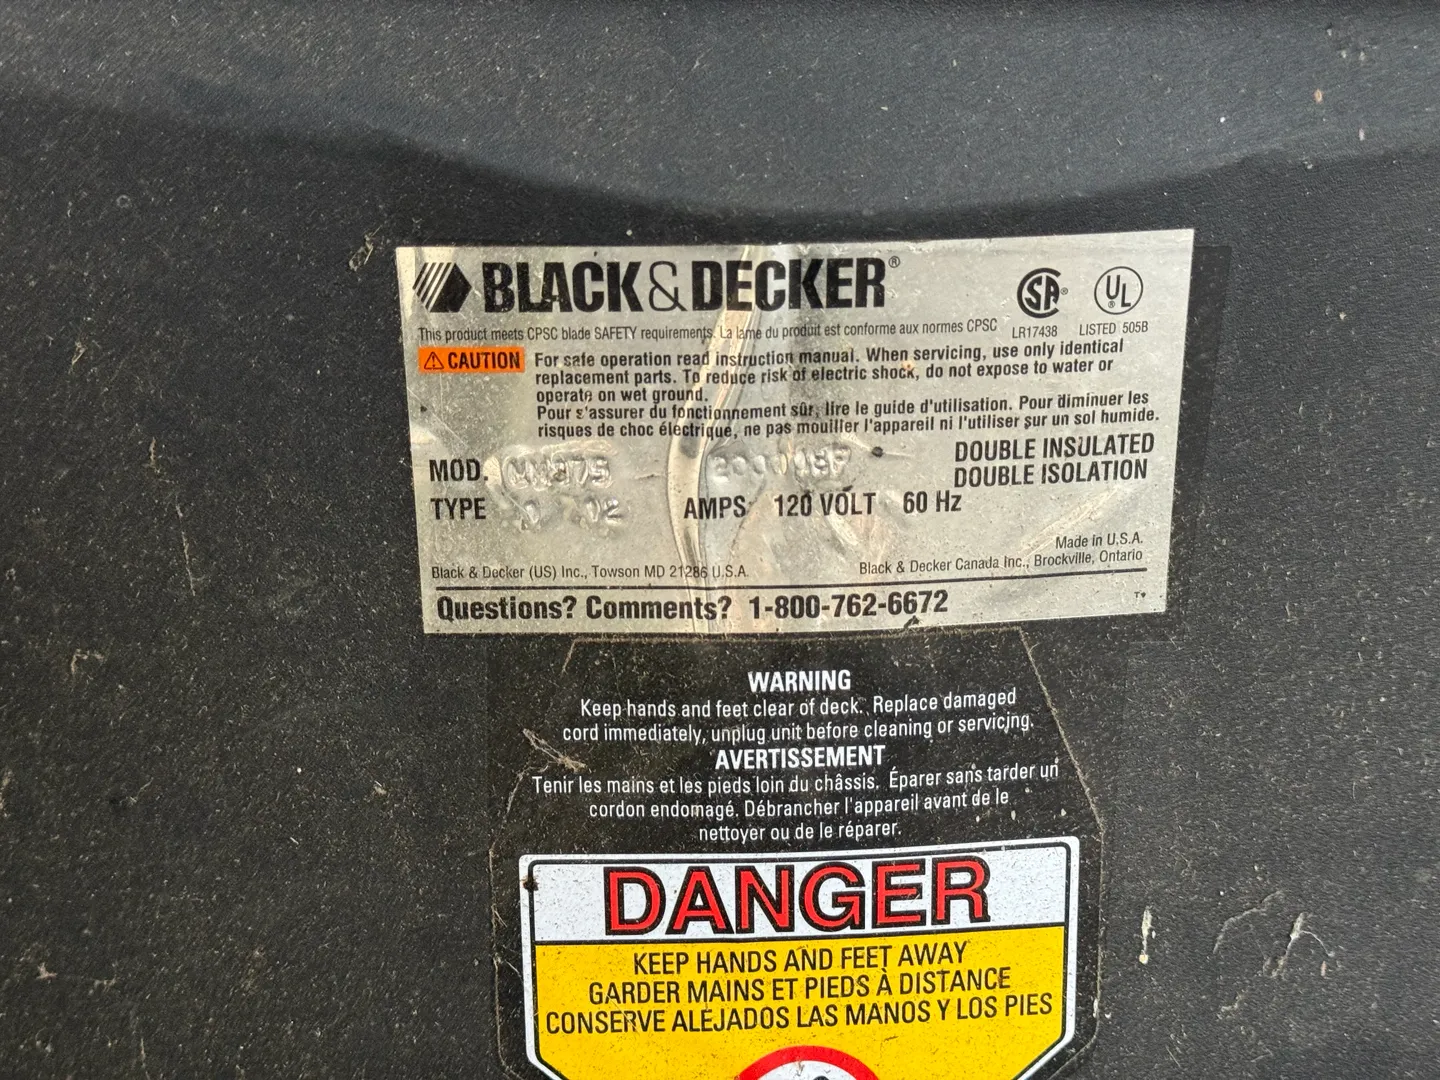 BLACK&DECKER®
This product meets CPSC blade SAFETY requirements. La lame du produit est conforme aux normes CPSC
SA® LR17438
UL® LISTED 505B
CAUTION For safe operation read instruction manual. When servicing, use only identical
replacement parts. To reduce risk of electric shock, do not expose to water or
operate on wet ground.
Pour s'assurer du fonctionnement sûr, lire le guide d'utilisation. Pour diminuer les
risques de choc électrique, ne pas mouiller l'appareil ni l'utiliser sur un sol humide.
MOD. MM875
DOUBLE INSULATED
DOUBLE ISOLATION
TYPE AMPS 120 VOLT 60 Hz
Made in U.S.A.
Black & Decker (US) Inc., Towson MD 21286 U.S.A. Black & Decker Canada Inc., Brockville, Ontario
Questions? Comments? 1-800-762-6672
WARNING
Keep hands and feet clear of deck. Replace damaged
cord immediately, unplug unit before cleaning or servicing.
AVERTISSEMENT
Tenir les mains et les pieds loin du châssis. Éparer sans tarder un
cordon endomagé. Débrancher l'appareil avant de le
nettoyer ou de le réparer.
DANGER
KEEP HANDS AND FEET AWAY
GARDER MAINS ET PIEDS À DISTANCE
CONSERVE ALEJADOS LAS MANOS Y LOS PIES